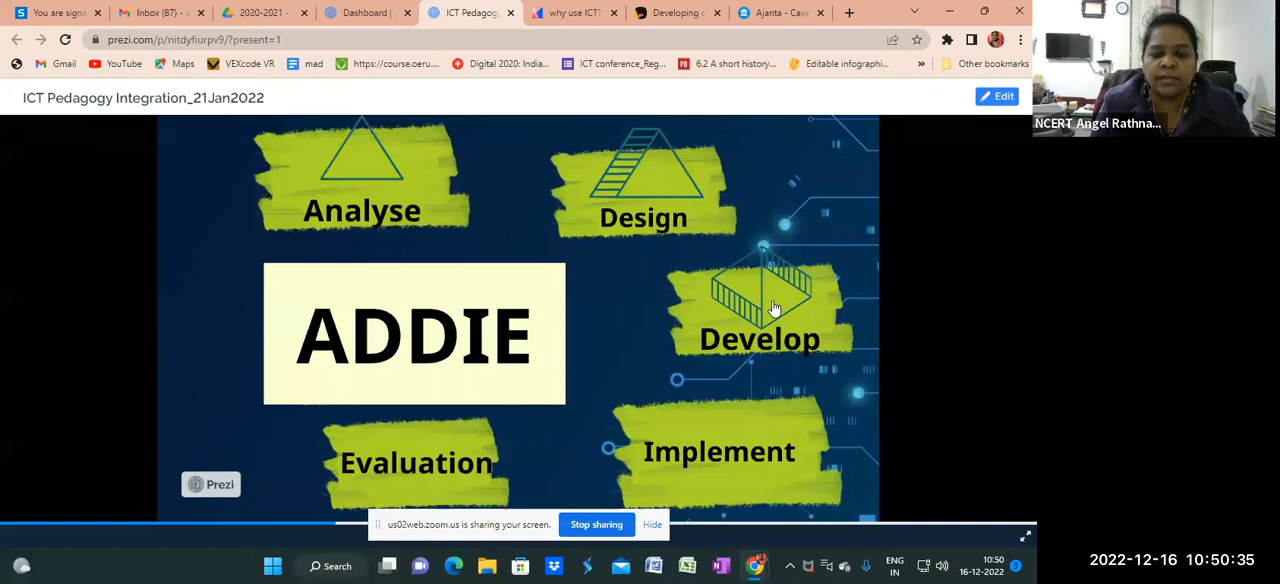 You are signe
Inbox (87) - a
2020-2021 -
Dashboard |
ICT Pedagogy
why use ICT?
Developing c
Ajanta - Cav
prezi.com/p/nitdyfiurpv9/?present=1
Gmail
YouTube
Maps
VEXcode VR
mad
https://course.oeru....
Digital 2020: India...
ICT conference_Reg...
6.2 A short history...
Editable infographi...
»
Other bookmarks
ICT Pedagogy Integration_21Jan2022
Edit
NCERT Angel Rathna...
Analyse
Design
ADDIE
Develop
Evaluation
Implement
Prezi
us02web.zoom.us is sharing your screen.
Stop sharing
Hide
Search
ENG
IN
10:50
16-12-2022
3
2022-12-16 10:50:35